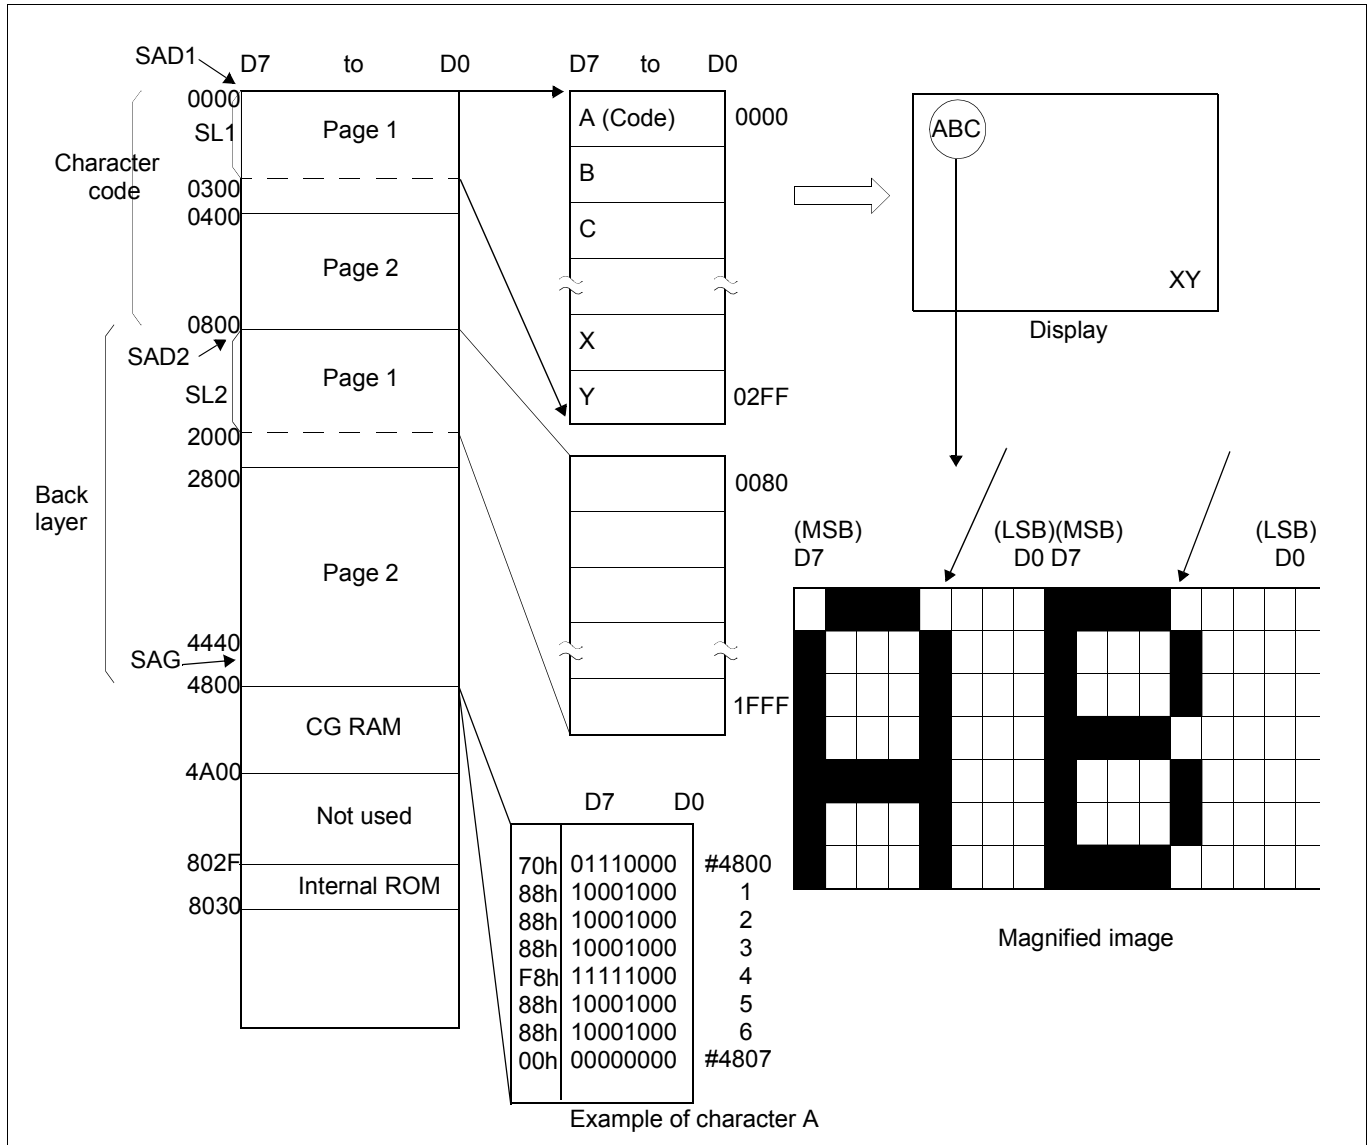 SAD1
D7 to D0
0000
SL1
Page 1
Character
code
0300
0400
Page 2
0800
SAD2
SL2
Page 1
2000
2800
Back
layer
Page 2
4440
SAG
4800
CG RAM
4A00
Not used
802F
Internal ROM
8030
D7 to D0
A (Code) 0000
B
C
X
Y 02FF
0080
1FFF
ABC
XY
Display
(MSB) (LSB)(MSB) (LSB)
D7 D0 D7 D0
Magnified image
D7 D0
70h 01110000 #4800
88h 10001000 1
88h 10001000 2
88h 10001000 3
F8h 11111000 4
88h 10001000 5
88h 10001000 6
00h 00000000 #4807
Example of character A